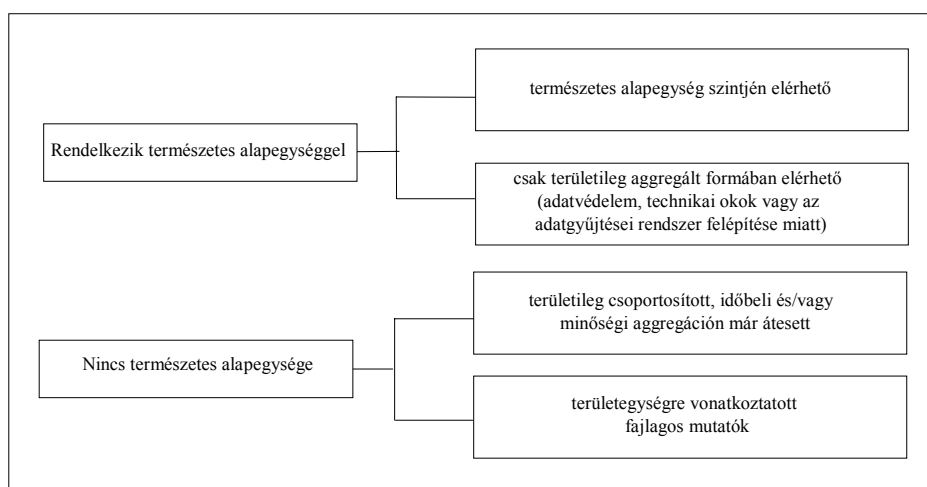 Rendelkezik természetes alapegységgel
természetes alapegység szintjén elérhető
csak területileg aggregált formában elérhető
(adatvédelem, technikai okok vagy az
adatgyűjtései rendszer felépítése miatt)
Nincs természetes alapegysége
területileg csoportosított, időbeli és/vagy
minőségi aggregáción már átesett
területegységre vonatkoztatott
fajlagos mutatók